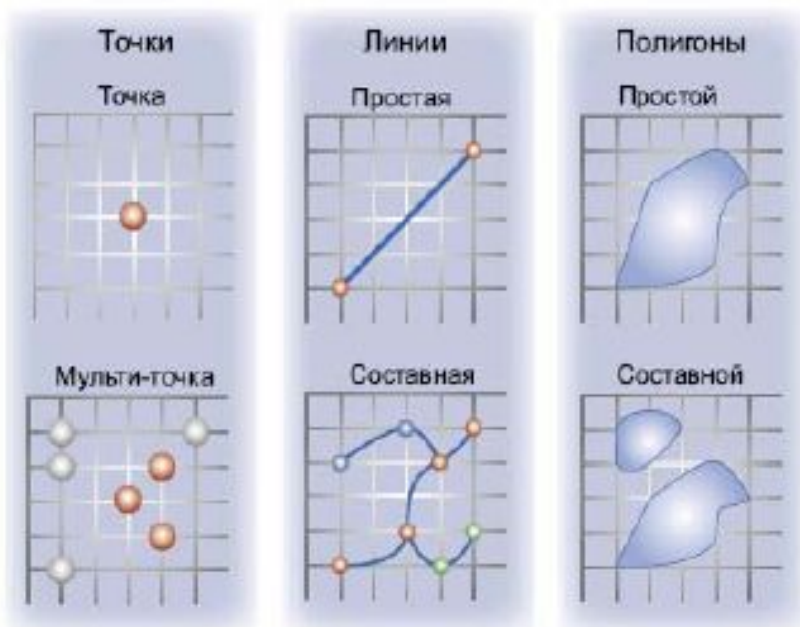 Точки
Линии
Полигоны
Точка
Простая
Простой
Мульти-точка
Составная
Составной